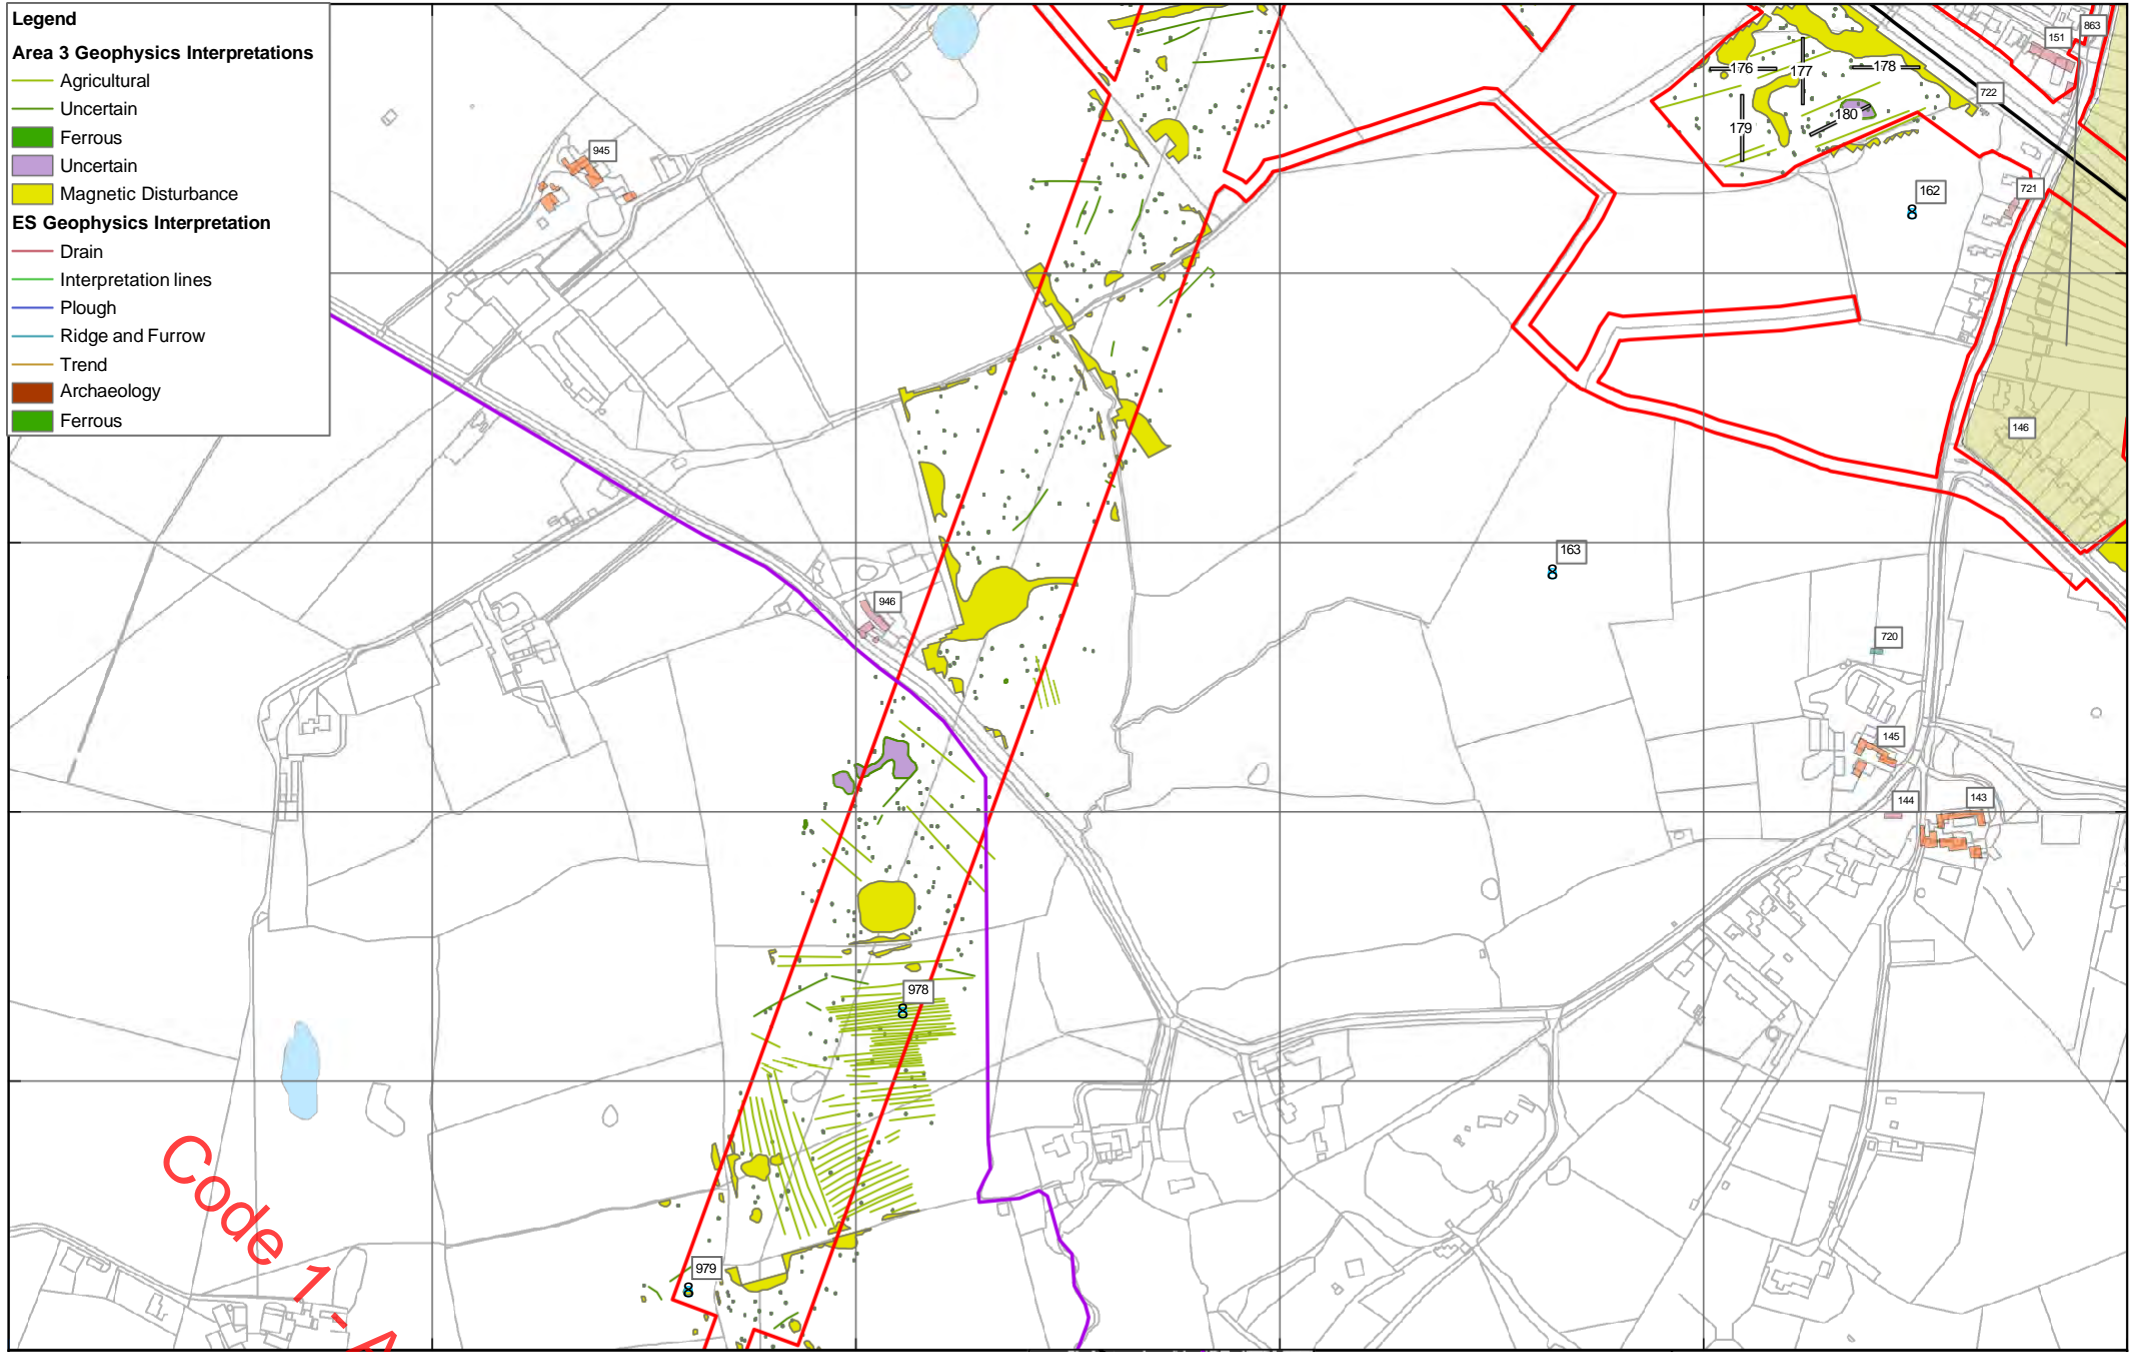 Legend
Area 3 Geophysics Interpretations
Agricultural
Uncertain
Ferrous
Uncertain
Magnetic Disturbance
ES Geophysics Interpretation
Drain
Interpretation lines
Plough
Ridge and Furrow
Trend
Archaeology
Ferrous
151
863
176
177
178
722
179
180
945
162
721
146
163
946
720
145
144
143
978
979
Code 1 - A